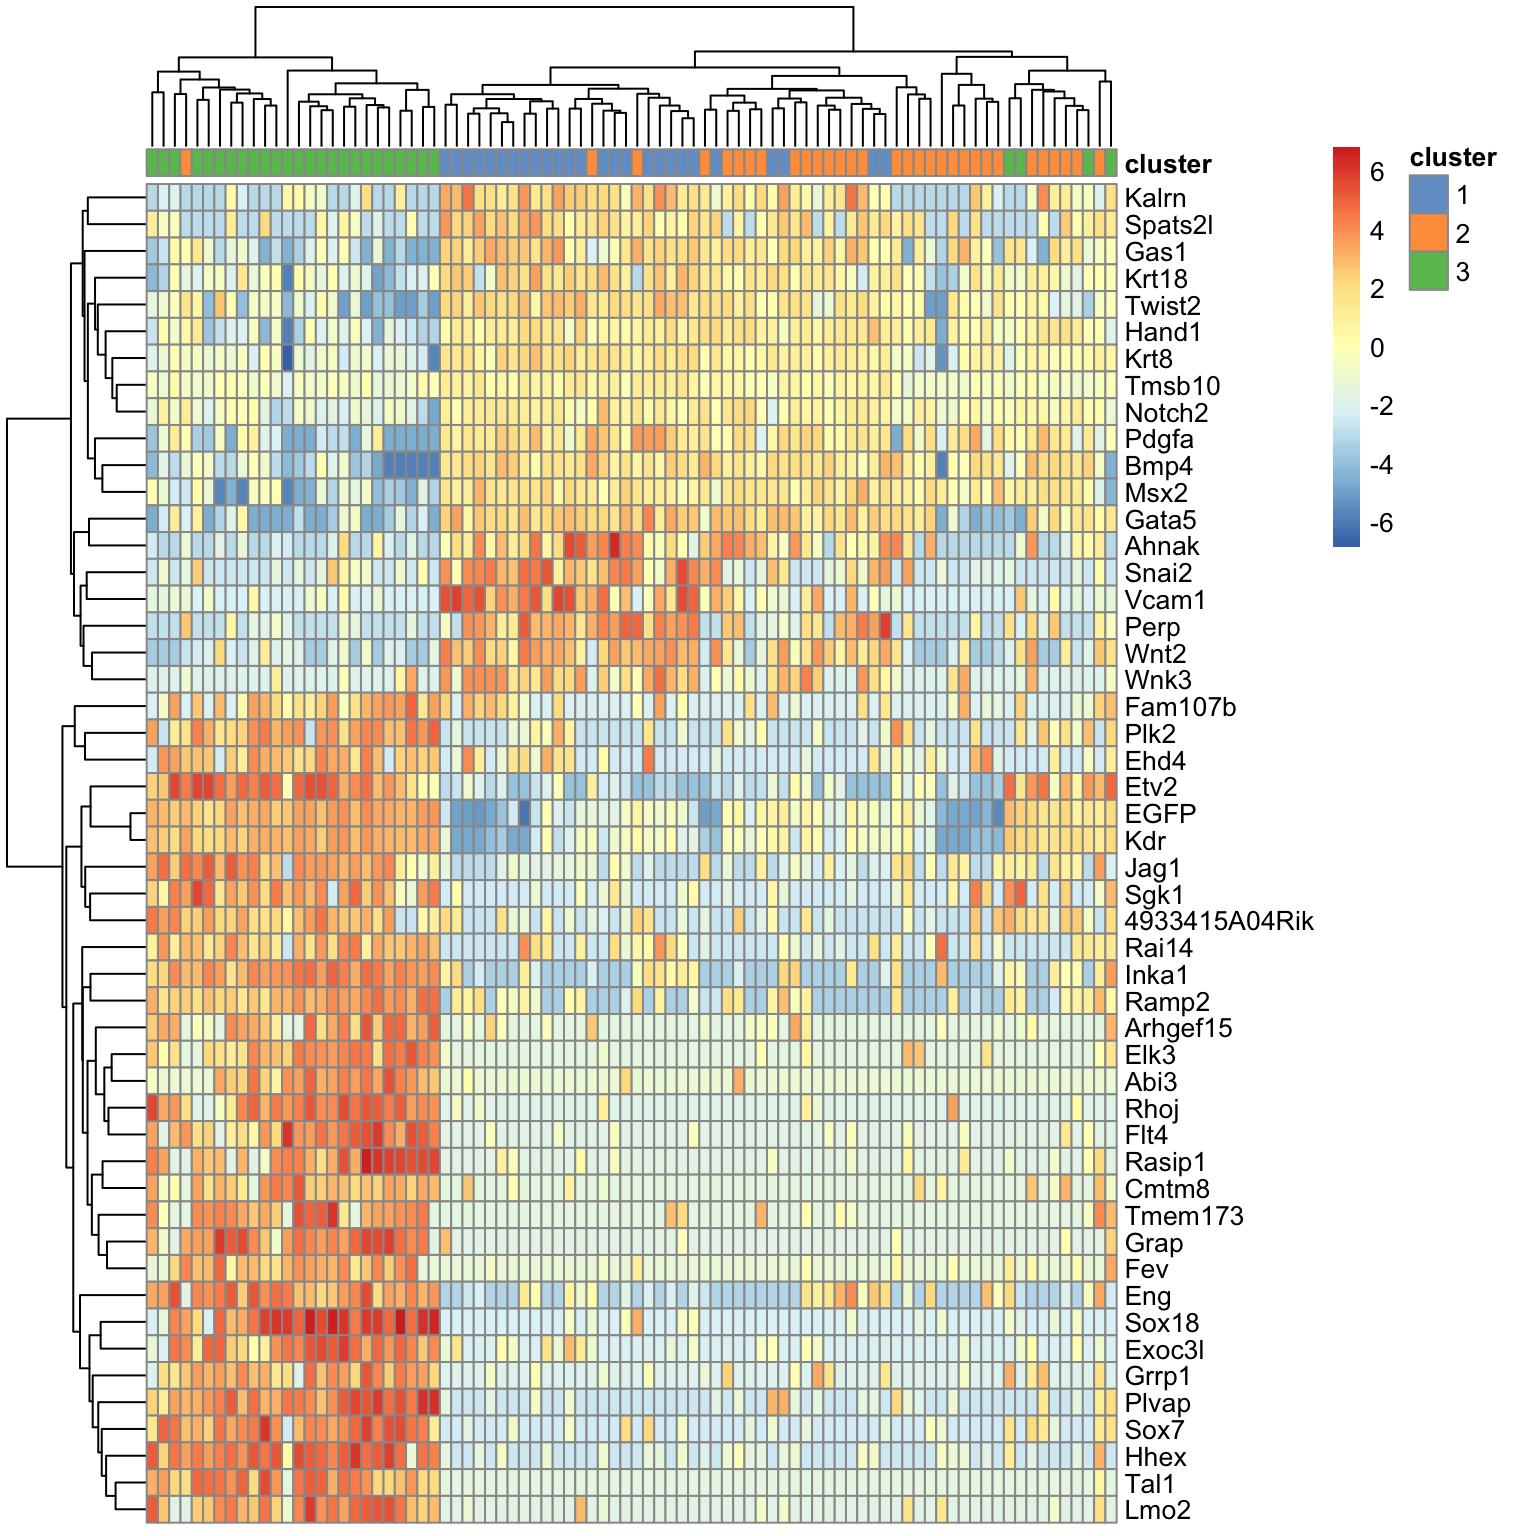 cluster
Kalrn
Spats2l
Gas1
Krt18
Twist2
Hand1
Krt8
Tmsb10
Notch2
Pdgfa
Bmp4
Msx2
Gata5
Ahnak
Snai2
Vcam1
Perp
Wnt2
Wnk3
Fam107b
Plk2
Ehd4
Etv2
EGFP
Kdr
Jag1
Sgk1
4933415A04Rik
Rai14
Inka1
Ramp2
Arhgef15
Elk3
Abi3
Rhoj
Flt4
Rasip1
Cmtm8
Tmem173
Grap
Fev
Eng
Sox18
Exoc3l
Grrp1
Plvap
Sox7
Hhex
Tal1
Lmo2
6
4
2
0
-2
-4
-6
cluster
1
2
3